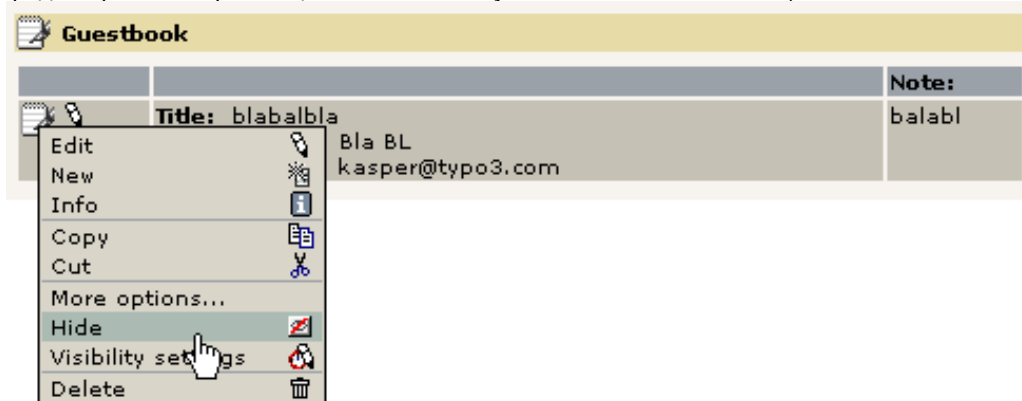 Guestbook
Note:
Title: blabalbla
balabl
Bla BL
kasper@typo3.com
Edit
New
Info
Copy
Cut
More options...
Hide
Visibility settings
Delete